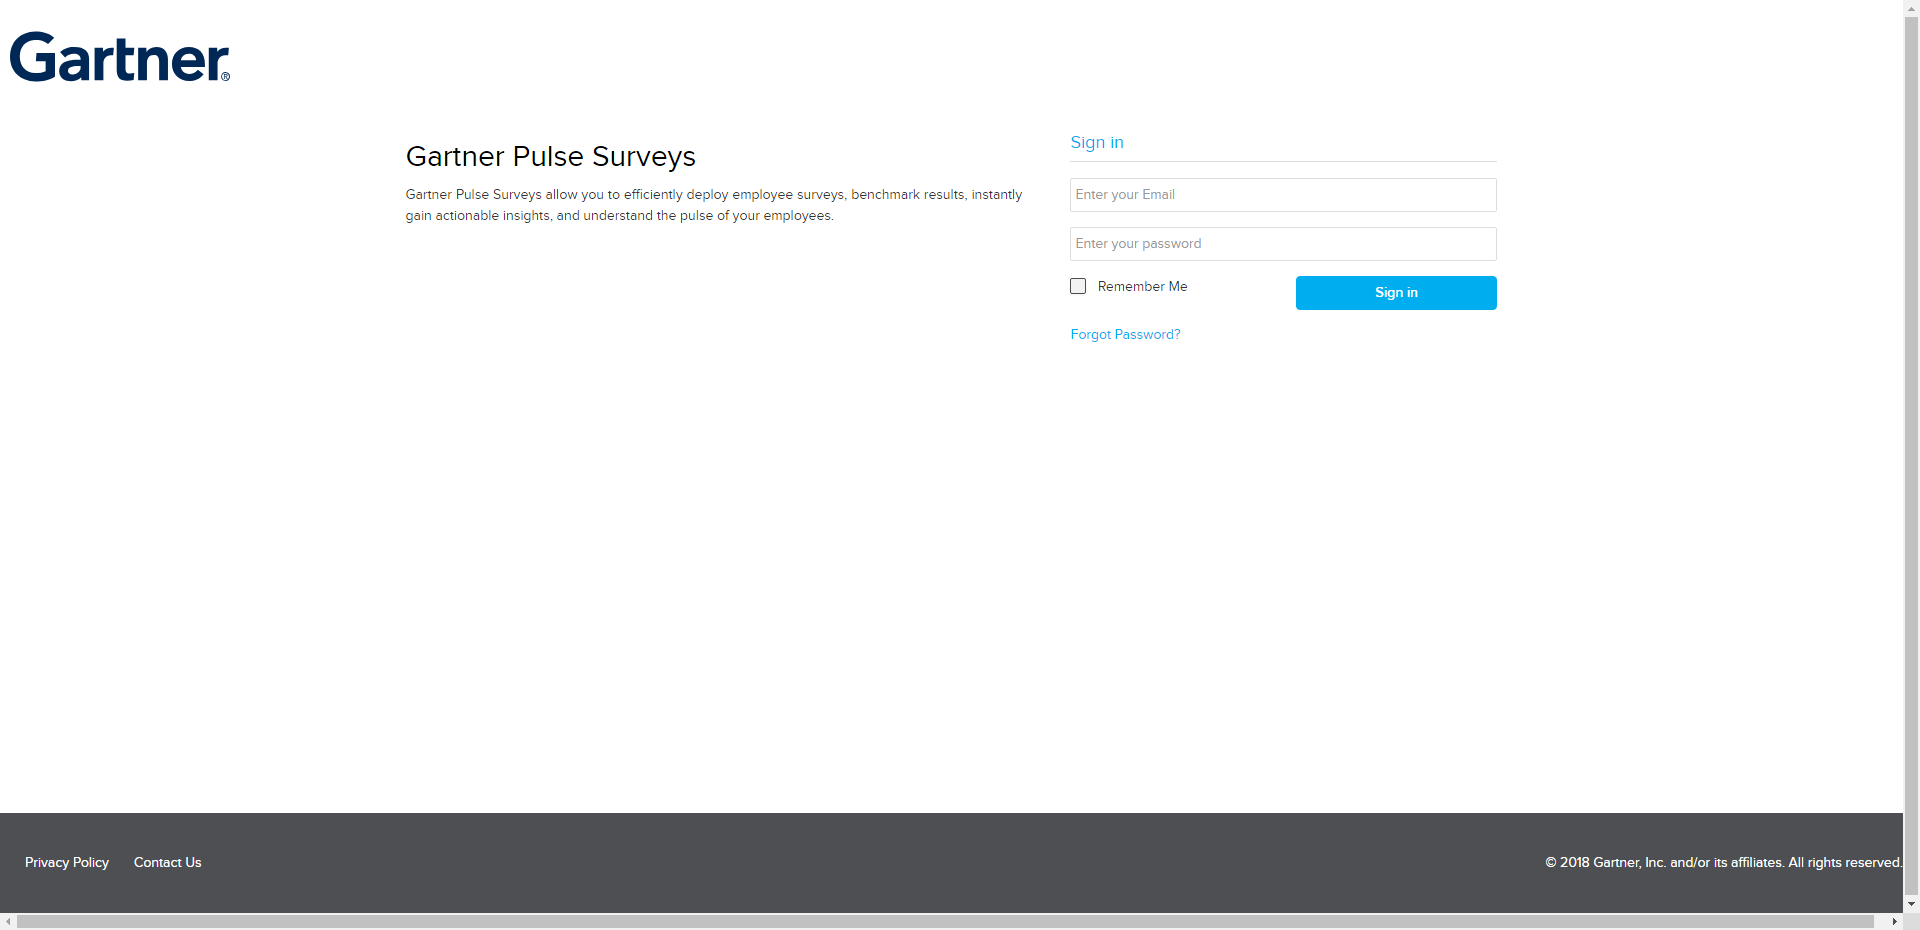 Gartner®
Gartner Pulse Surveys
Gartner Pulse Surveys allow you to efficiently deploy employee surveys, benchmark results, instantly
gain actionable insights, and understand the pulse of your employees.
Sign in
Enter your Email
Enter your password
Remember Me
Sign in
Forgot Password?
Privacy Policy
Contact Us
© 2018 Gartner, Inc. and/or its affiliates. All rights reserved.